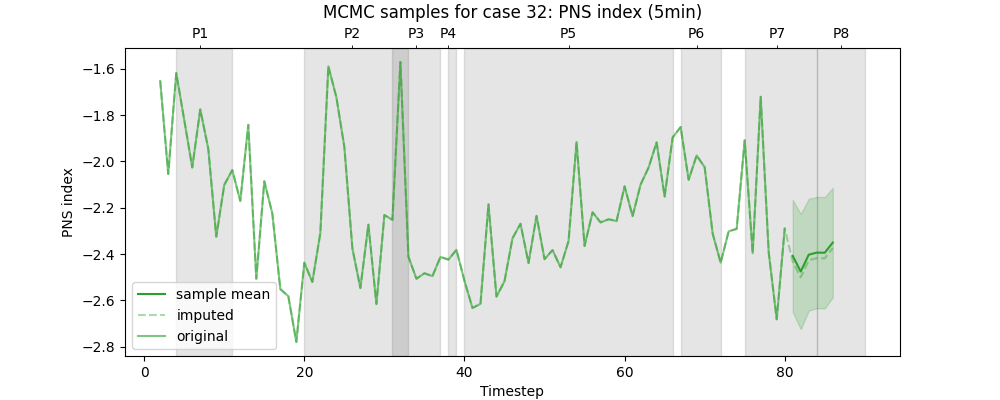 MCMC samples for case 32: PNS index (5min)
P1 P2 P3 P4 P5 P6 P7 P8
−1.6
−1.8
−2.0
−2.2
−2.4
−2.6
−2.8
PNS index
sample mean
imputed
original
0 20 40 60 80
Timestep